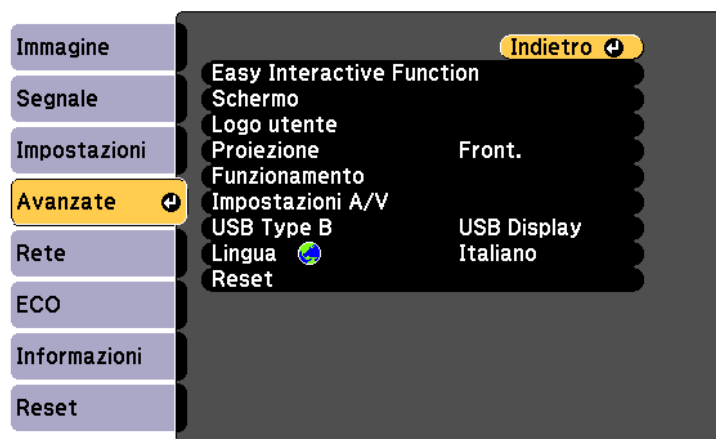 Immagine
Segnale
Impostazioni
Avanzate
Rete
ECO
Informazioni
Reset
Indietro
Easy Interactive Function
Schermo
Logo utente
Proiezione Front.
Funzionamento
Impostazioni A/V
USB Type B USB Display
Lingua Italiano
Reset